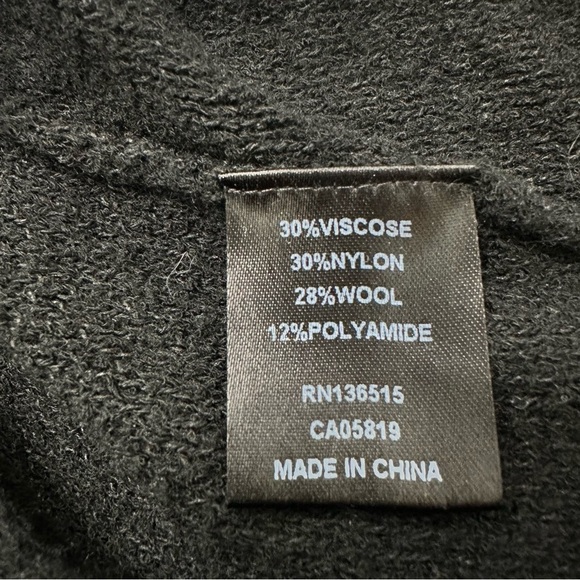 30%VISCOSE
30%NYLON
28%WOOL
12%POLYAMIDE
RN136515
CA05819
MADE IN CHINA